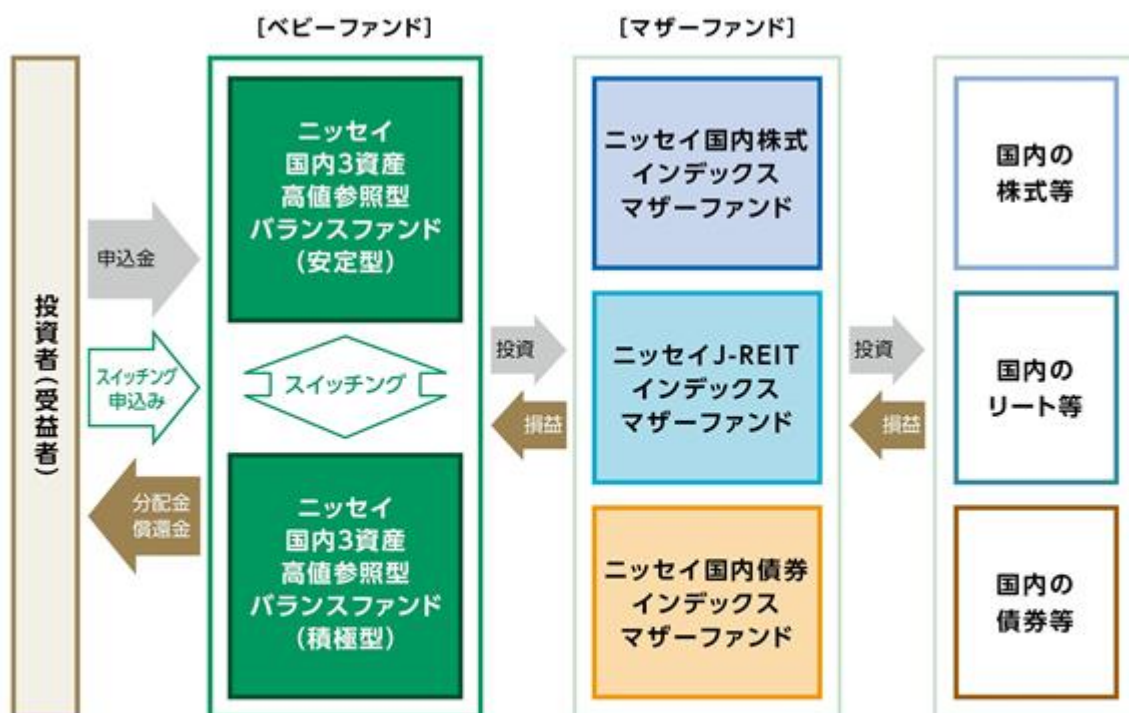 [ベビーファンド]
[マザーファンド]
投資者(受益者)
申込金
スイッチング
申込み
分配金
償還金
ニッセイ
国内3資産
高値参照型
バランスファンド
(安定型)
スイッチング
ニッセイ
国内3資産
高値参照型
バランスファンド
(積極型)
投資
損益
ニッセイ国内株式
インデックス
マザーファンド
ニッセイJ-REIT
インデックス
マザーファンド
ニッセイ国内債券
インデックス
マザーファンド
投資
損益
国内の
株式等
国内の
リート等
国内の
債券等